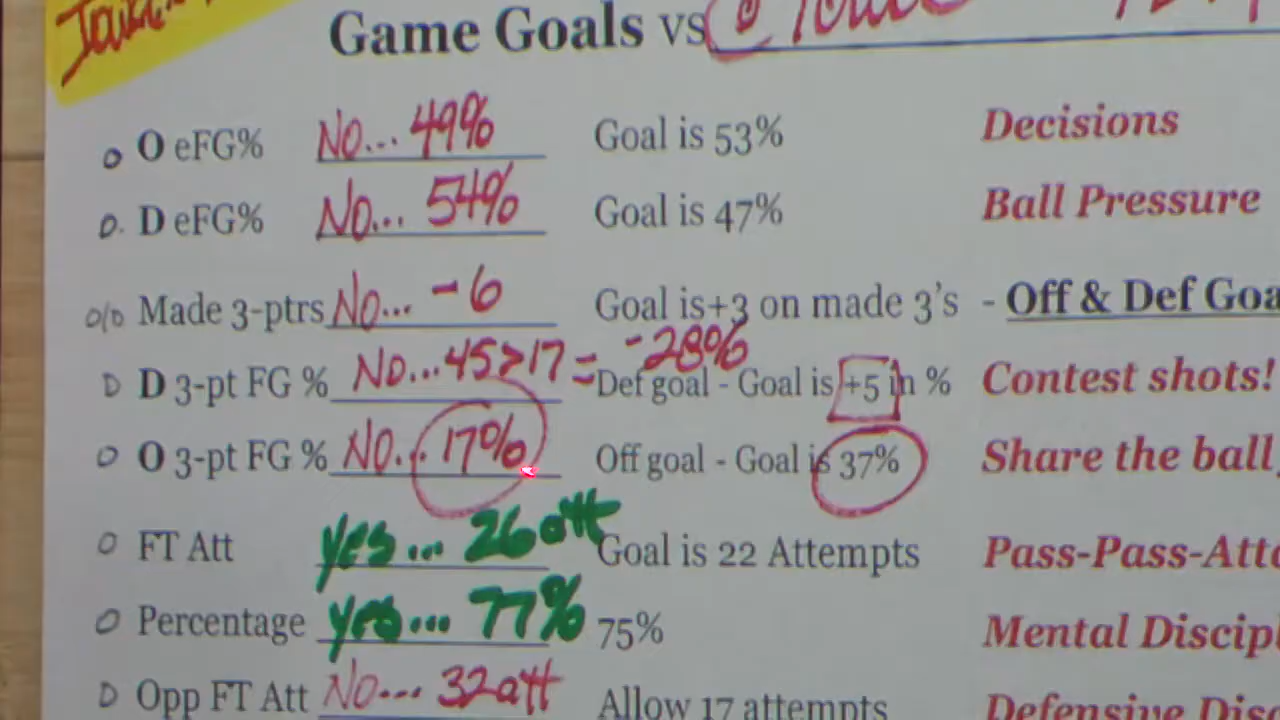 Game Goals vs
O O eFG% NO... 49% Goal is 53% Decisions
D. D eFG% NO... 54% Goal is 47% Ball Pressure
O/D Made 3-ptrs NO... -6 Goal is+3 on made 3's - Off & Def Goa
D D 3-pt FG % NO...45>17 = -28% Def goal - Goal is +5 in % Contest shots!
O O 3-pt FG % NO... 17% Off goal - Goal is 37% Share the ball,
O FT Att yes... 26 att Goal is 22 Attempts Pass-Pass-Atta
O Percentage yes... 77% 75% Mental Discipl
D Opp FT Att NO... 32 att Allow 17 attempts Defensive Disc